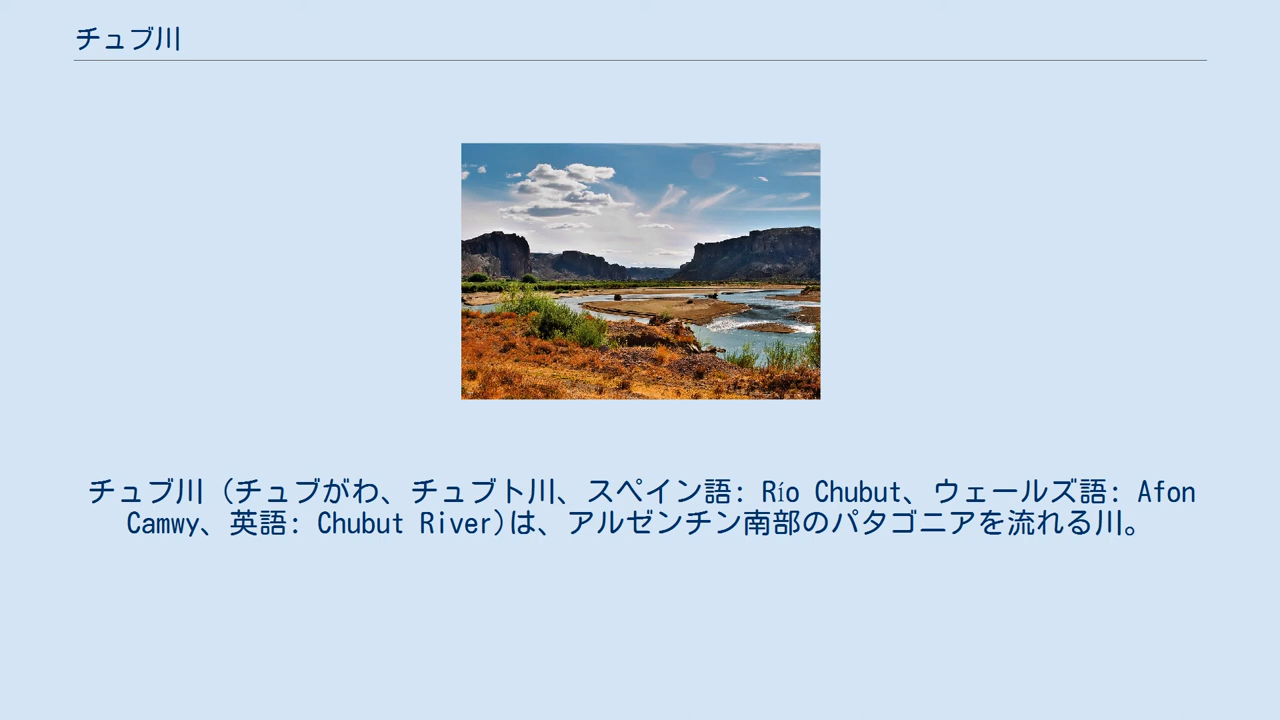 チュブ川
チュブ川（チュブがわ、チュブト川、スペイン語: Río Chubut、ウェールズ語: Afon
Camwy、英語: Chubut River)は、アルゼンチン南部のパタゴニアを流れる川。